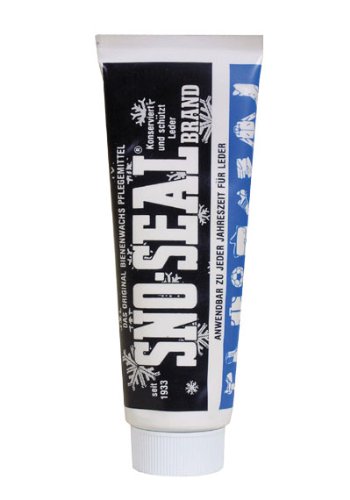 DAS ORIGINAL BIENENWACHS PFLEGEMITTEL
seit
1933
SNO-SEAL®
BRAND
Konserviert
und schützt
Leder
ANWENDBAR ZU JEDER JAHRESZEIT FÜR LEDER